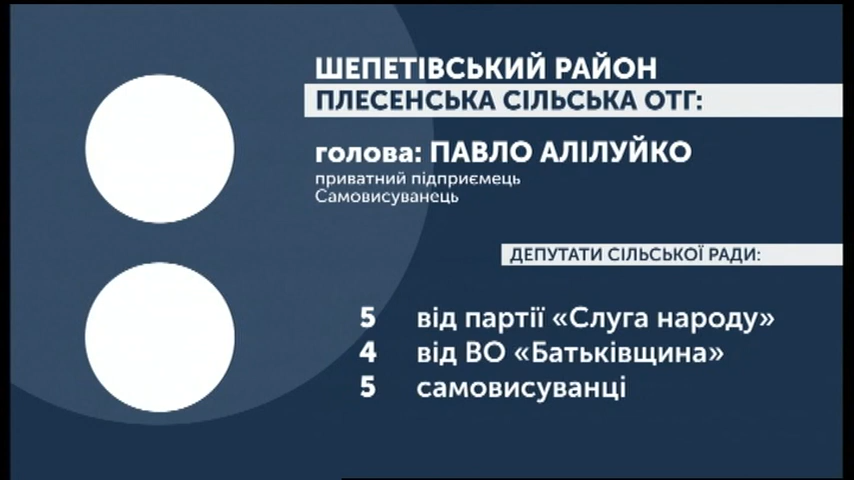 ШЕПЕТІВСЬКИЙ РАЙОН
ПЛЕСЕНСЬКА СІЛЬСЬКА ОТГ:
голова: ПАВЛО АЛІЛУЙКО
приватний підприємець
Самовисуванець
ДЕПУТАТИ СІЛЬСЬКОЇ РАДИ:
5 від партії «Слуга народу»
4 від ВО «Батьківщина»
5 самовисуванці